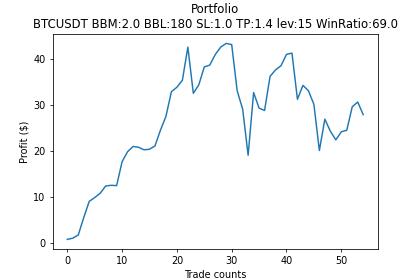 Portfolio
BTCUSDT BBM:2.0 BBL:180 SL:1.0 TP:1.4 lev:15 WinRatio:69.0
Profit ($)
40
30
20
10
0
0 10 20 30 40 50
Trade counts